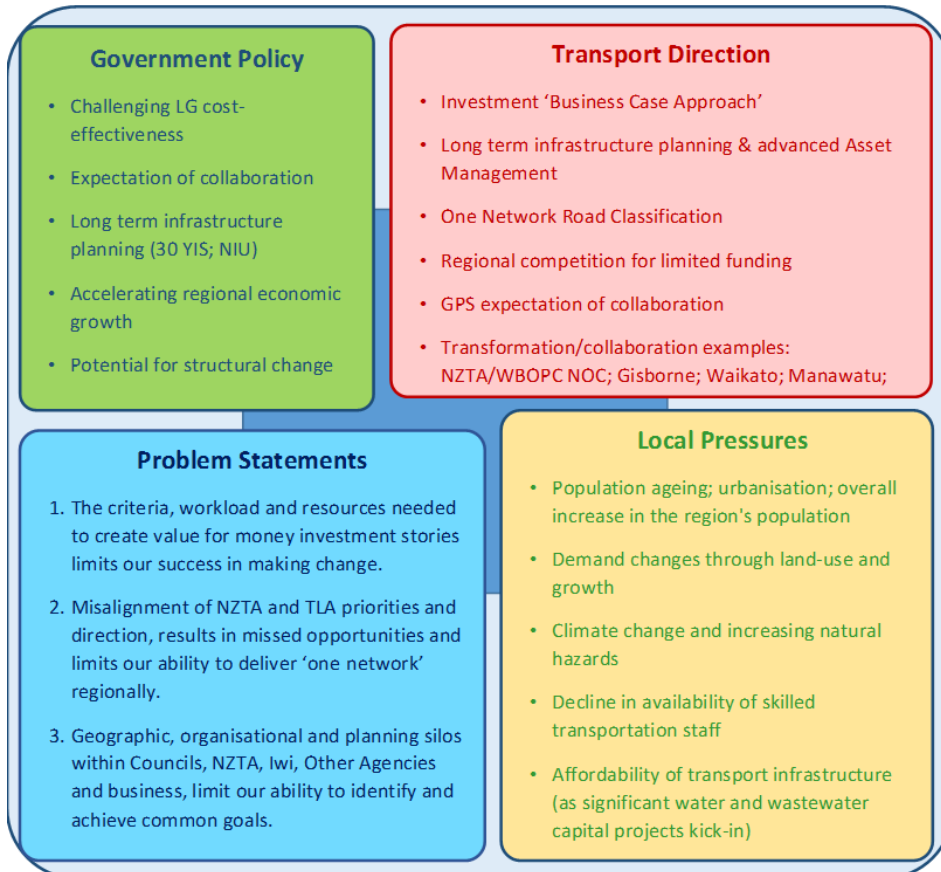 Government Policy
• Challenging LG cost-
effectiveness
• Expectation of collaboration
• Long term infrastructure
planning (30 YIS; NIU)
• Accelerating regional economic
growth
• Potential for structural change
Transport Direction
• Investment ‘Business Case Approach’
• Long term infrastructure planning & advanced Asset
Management
• One Network Road Classification
• Regional competition for limited funding
• GPS expectation of collaboration
• Transformation/collaboration examples:
NZTA/WBOPC NOC; Gisborne; Waikato; Manawatu;
Problem Statements
1. The criteria, workload and resources needed
to create value for money investment stories
limits our success in making change.
2. Misalignment of NZTA and TLA priorities and
direction, results in missed opportunities and
limits our ability to deliver ‘one network’
regionally.
3. Geographic, organisational and planning silos
within Councils, NZTA, Iwi, Other Agencies
and business, limit our ability to identify and
achieve common goals.
Local Pressures
• Population ageing; urbanisation; overall
increase in the region's population
• Demand changes through land-use and
growth
• Climate change and increasing natural
hazards
• Decline in availability of skilled
transportation staff
• Affordability of transport infrastructure
(as significant water and wastewater
capital projects kick-in)